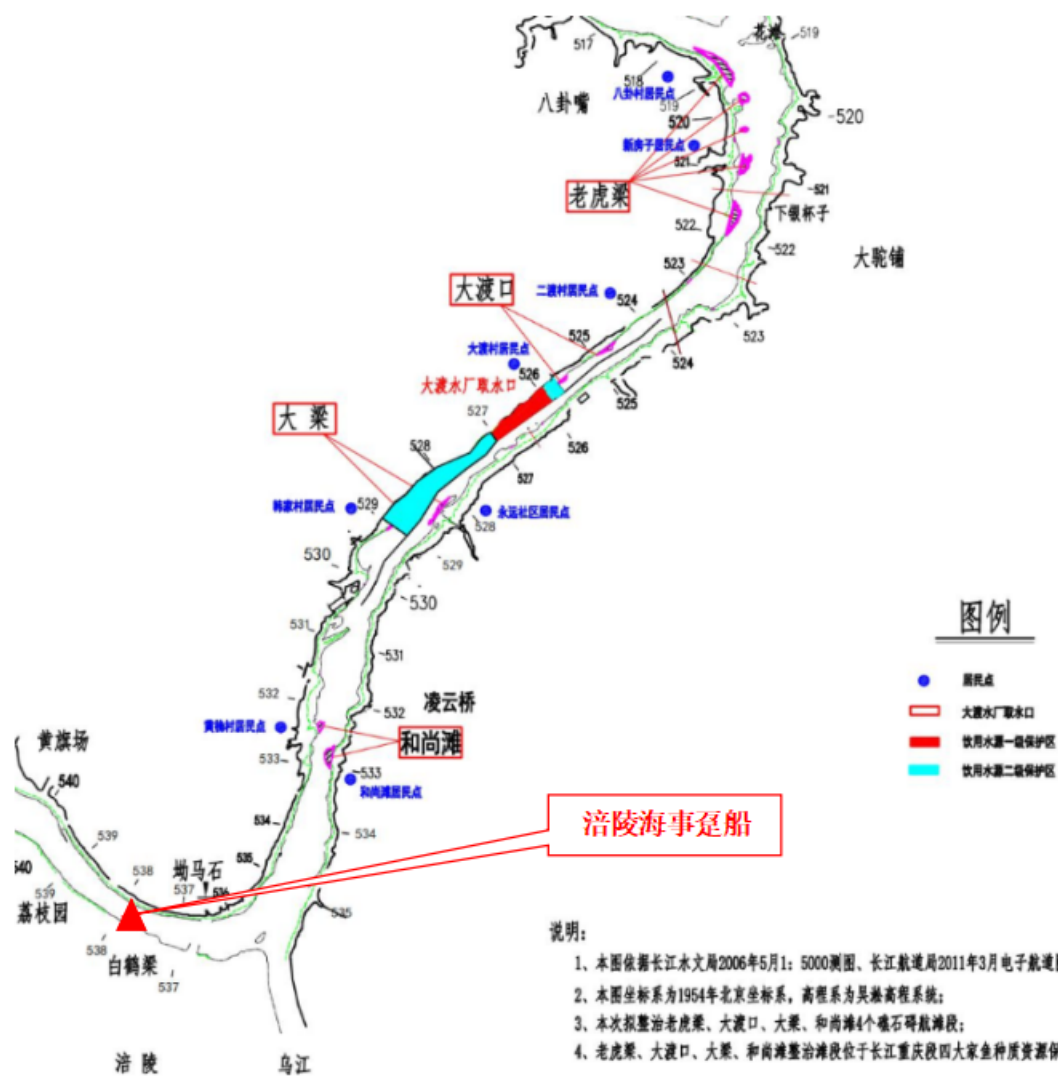 517
花滩
519
518
八卦村居民点
519
八卦嘴
520
520
新房子居民点
521
老虎梁
521
下银杯子
522
522
大驼铺
523
大渡口
二渡村居民点
524
523
525
524
大渡村居民点
526
525
大渡水厂取水口
527
526
大 梁
528
527
韩家村居民点
529
永远社区居民点
528
530
529
530
531
531
532
凌云桥
532
黄旗场
533
和尚滩
540
533
和尚滩居民点
534
534
涪陵海事趸船
539
535
538
坳马石
540
537
536
539
荔枝园
535
538
白鹤梁
537
涪 陵
乌江
图例
居民点
大渡水厂取水口
饮用水源一级保护区
饮用水源二级保护区
说明:
1、本图依据长江水文局2006年5月1:5000测图、长江航道局2011年3月电子航道
2、本图坐标系为1954年北京坐标系,高程系为吴淞高程系统;
3、本次拟整治老虎梁、大渡口、大梁、和尚滩4个礁石碍航滩段;
4、老虎梁、大渡口、大梁、和尚滩整治滩段位于长江重庆段四大家鱼种质资源保